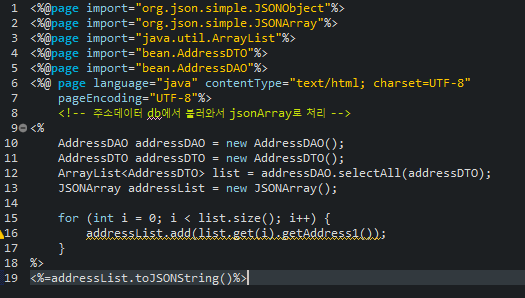 1 <%@page import="org.json.simple.JSONObject"%>
2 <%@page import="org.json.simple.JSONArray"%>
3 <%@page import="java.util.ArrayList"%>
4 <%@page import="bean.AddressDTO"%>
5 <%@page import="bean.AddressDAO"%>
6 <%@ page language="java" contentType="text/html; charset=UTF-8"
7 pageEncoding="UTF-8"%>
8 <!-- 주소데이터 db에서 불러와서 jsonArray로 처리 -->
9 <%
10 AddressDAO addressDAO = new AddressDAO();
11 AddressDTO addressDTO = new AddressDTO();
12 ArrayList<AddressDTO> list = addressDAO.selectAll(addressDTO);
13 JSONArray addressList = new JSONArray();
14
15 for (int i = 0; i < list.size(); i++) {
16 addressList.add(list.get(i).getAddress1());
17 }
18 %>
19 <%=addressList.toJSONString()%>